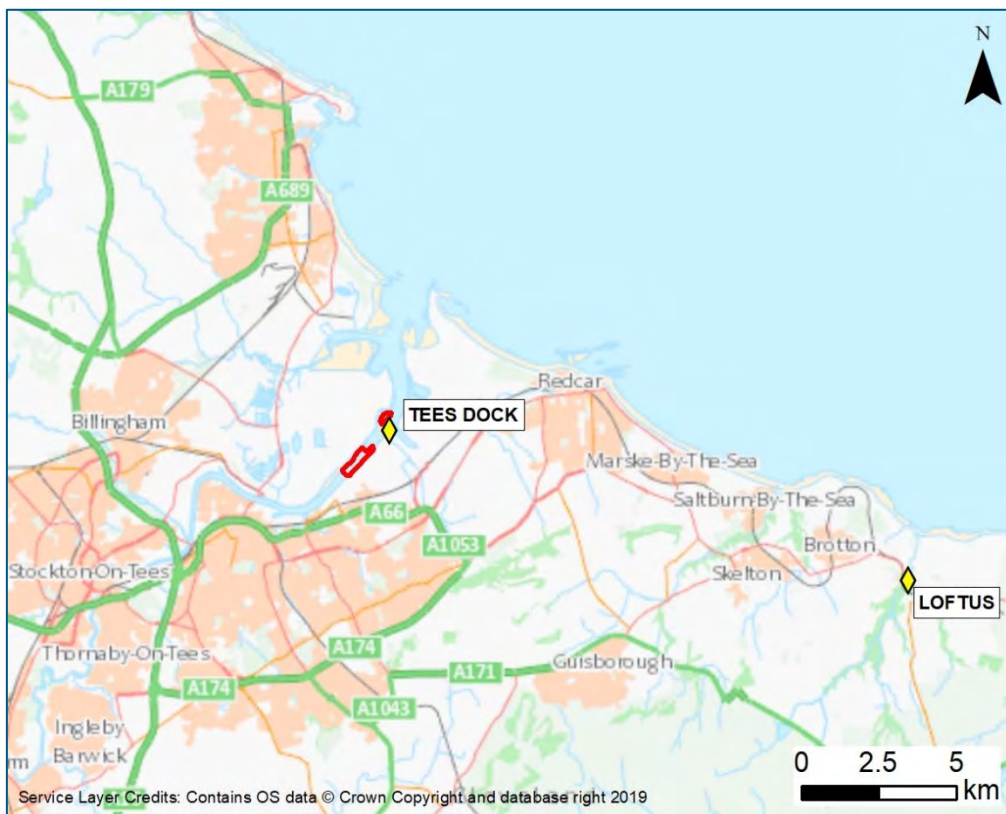 N
A179
A689
Redcar
TEES DOCK
Billingham
Marske-By-The-Sea
Saltburn-By-The-Sea
A66
A1053
Brotton
Stockton-On-Tees
Skelton
LOFTUS
Thornaby-On-Tees
A174
Guisborough
A171
A174
A1043
Ingleby
Barwick
0 2.5 5
km
Service Layer Credits: Contains OS data © Crown Copyright and database right 2019